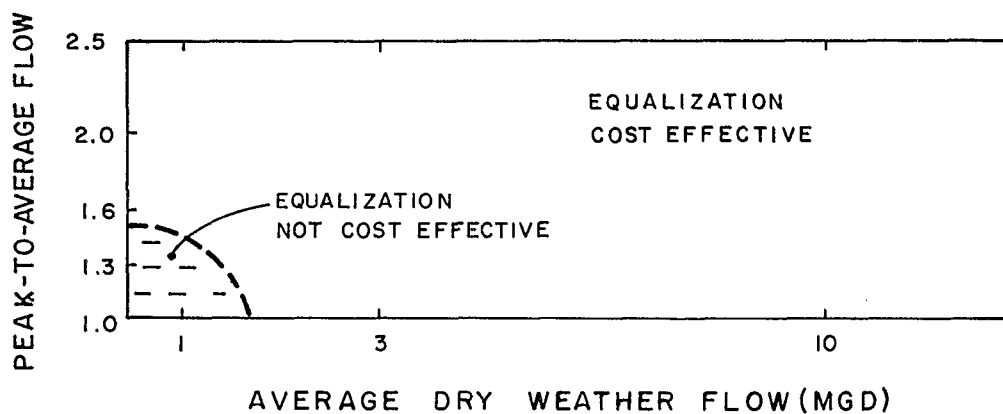 PEAK-TO-AVERAGE FLOW
2.5
2.0
1.6
1.3
1.0
EQUALIZATION
COST EFFECTIVE
EQUALIZATION
NOT COST EFFECTIVE
1
3
10
AVERAGE DRY WEATHER FLOW(MGD)